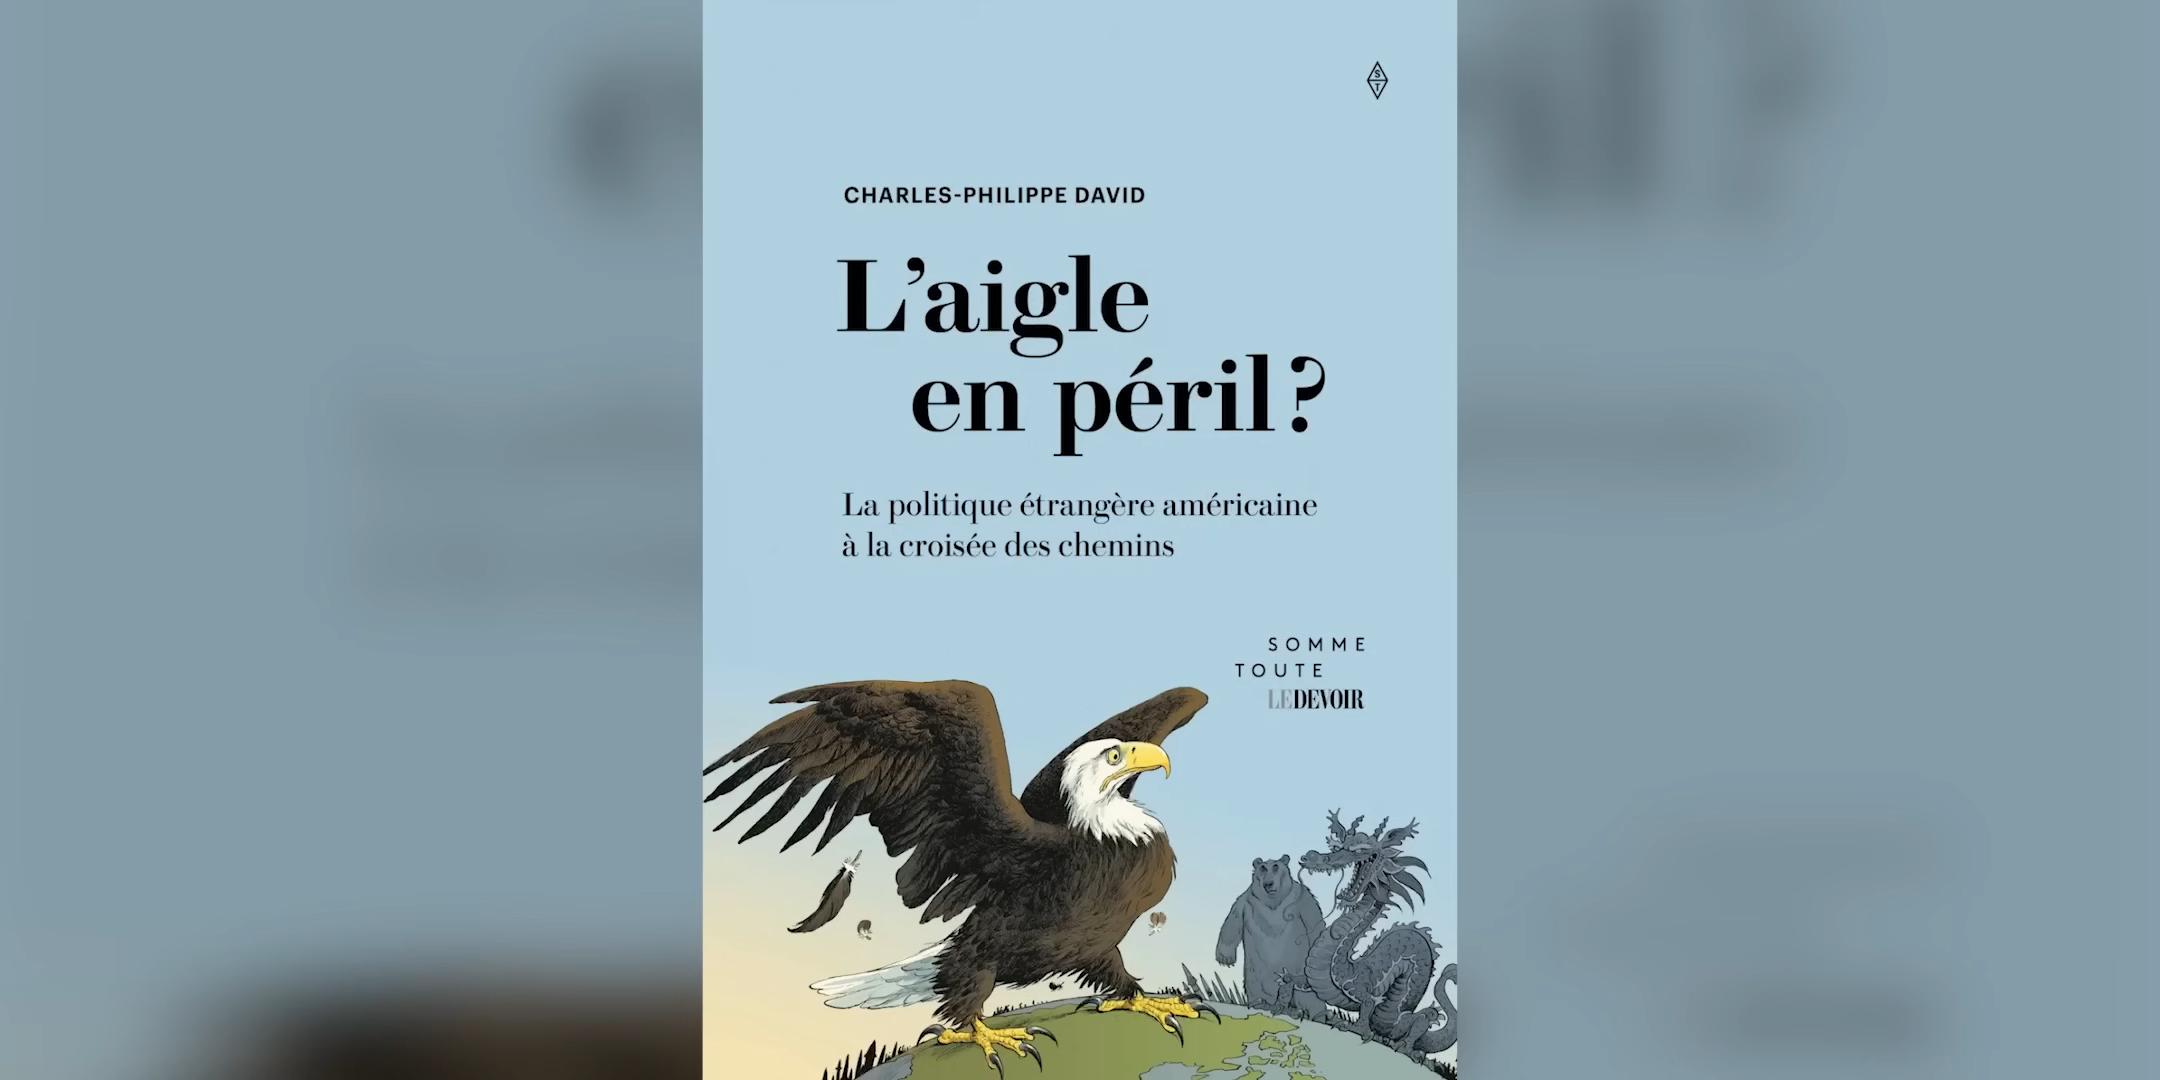 S
T
CHARLES-PHILIPPE DAVID
L’aigle
en péril ?
La politique étrangère américaine
à la croisée des chemins
SOMME
TOUTE
LE DEVOIR